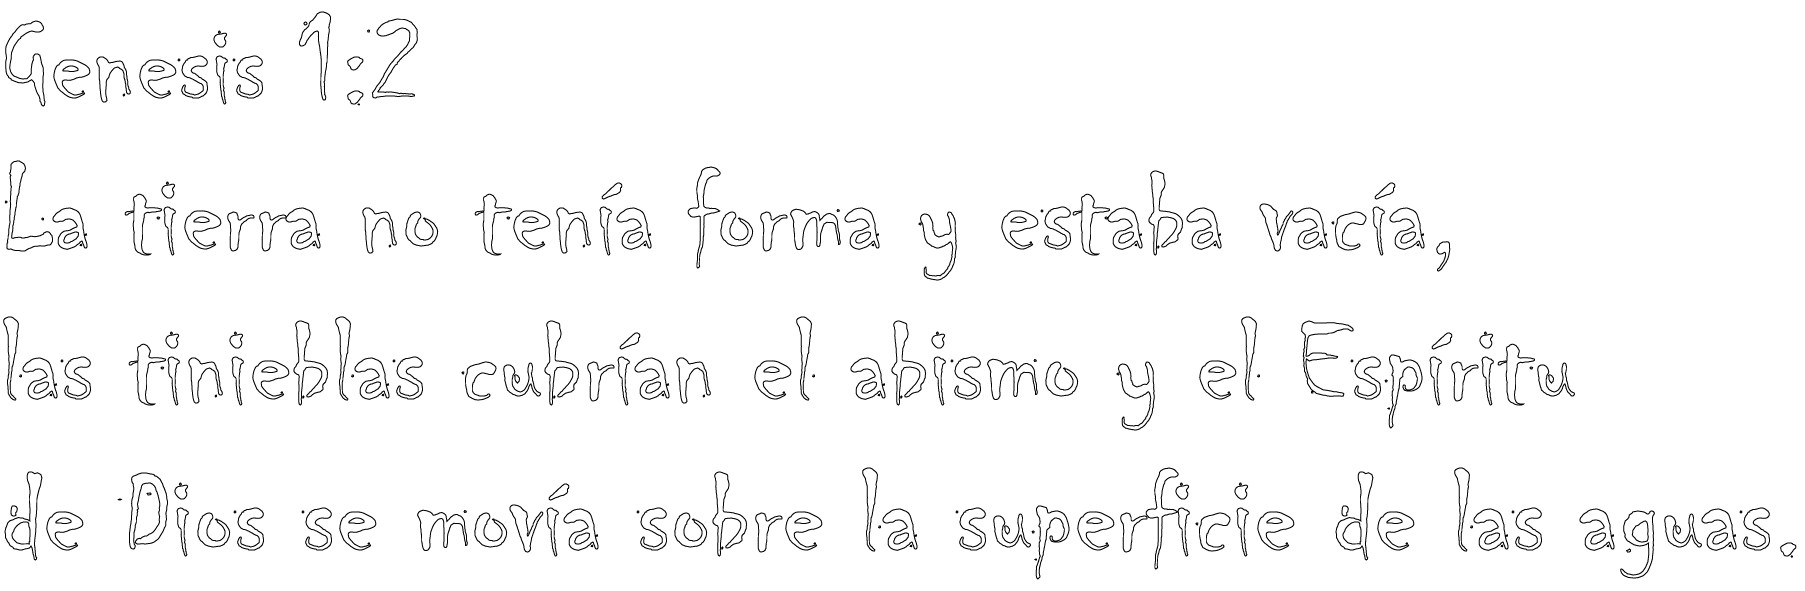 Genesis 1:2
La tierra no tenía forma y estaba vacía,
las tinieblas cubrían el abismo y el Espíritu
de Dios se movía sobre la superficie de las aguas.